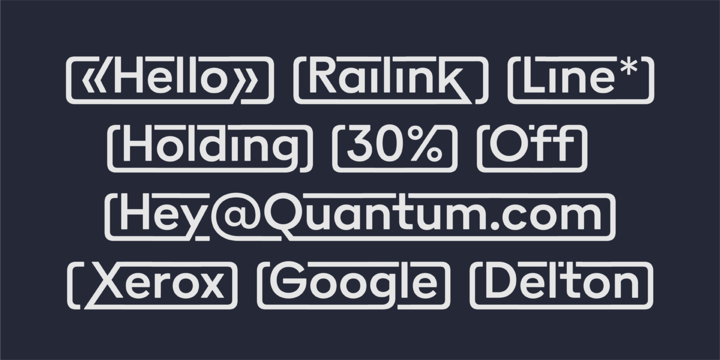 «Hello» Railink Line*
Holding 30% Off
Hey@Quantum.com
Xerox Google Delton